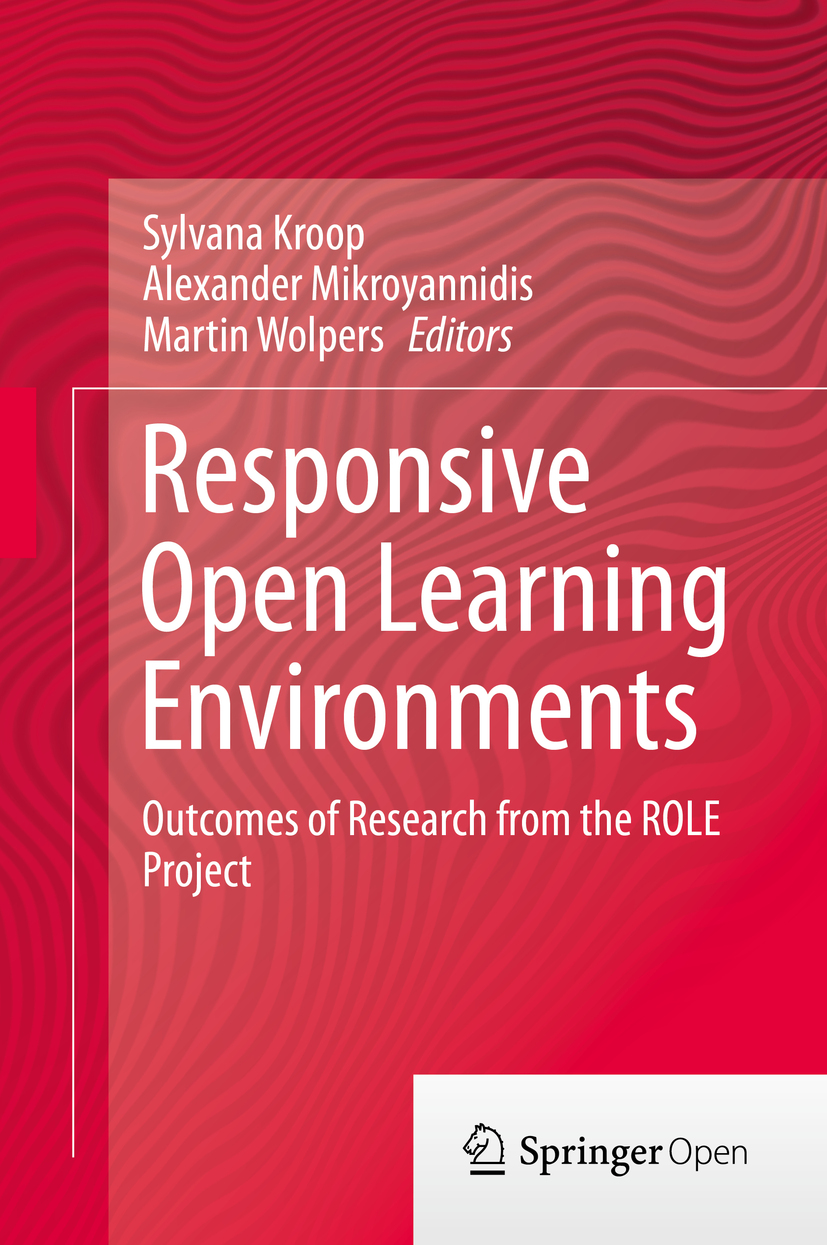 Sylvana Kroop
Alexander Mikroyannidis
Martin Wolpers Editors
Responsive
Open Learning
Environments
Outcomes of Research from the ROLE
Project
Springer Open